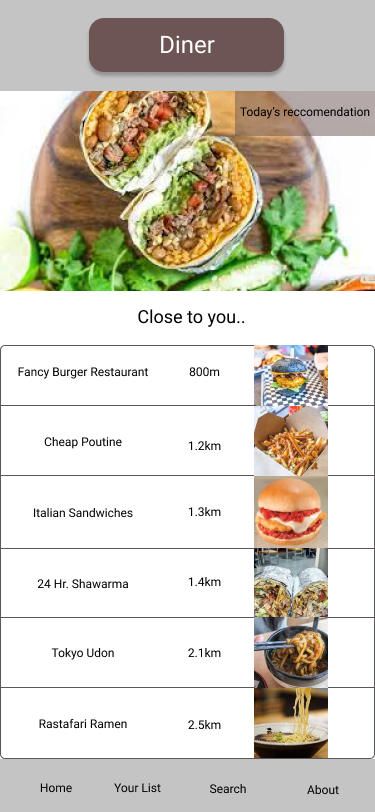 Diner
Today's reccomendation
Close to you..
Fancy Burger Restaurant 800m
Cheap Poutine 1.2km
Italian Sandwiches 1.3km
24 Hr. Shawarma 1.4km
Tokyo Udon 2.1km
Rastafari Ramen 2.5km
Home Your List Search About